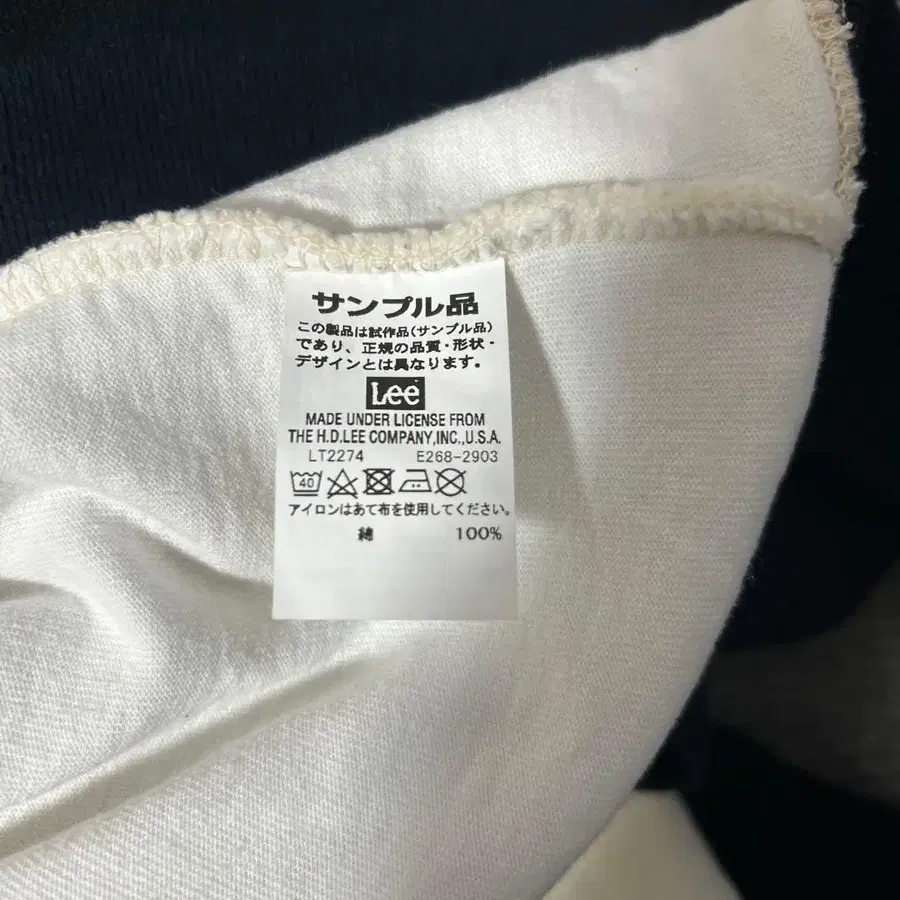 サンプル品
この製品は試作品(サンプル品)
であり、正規の品質・形状・
デザインとは異なります。
Lee
MADE UNDER LICENSE FROM
THE H.D.LEE COMPANY,INC.,U.S.A.
LT2274 E268-2903
40
アイロンはあて布を使用してください。
綿 100%